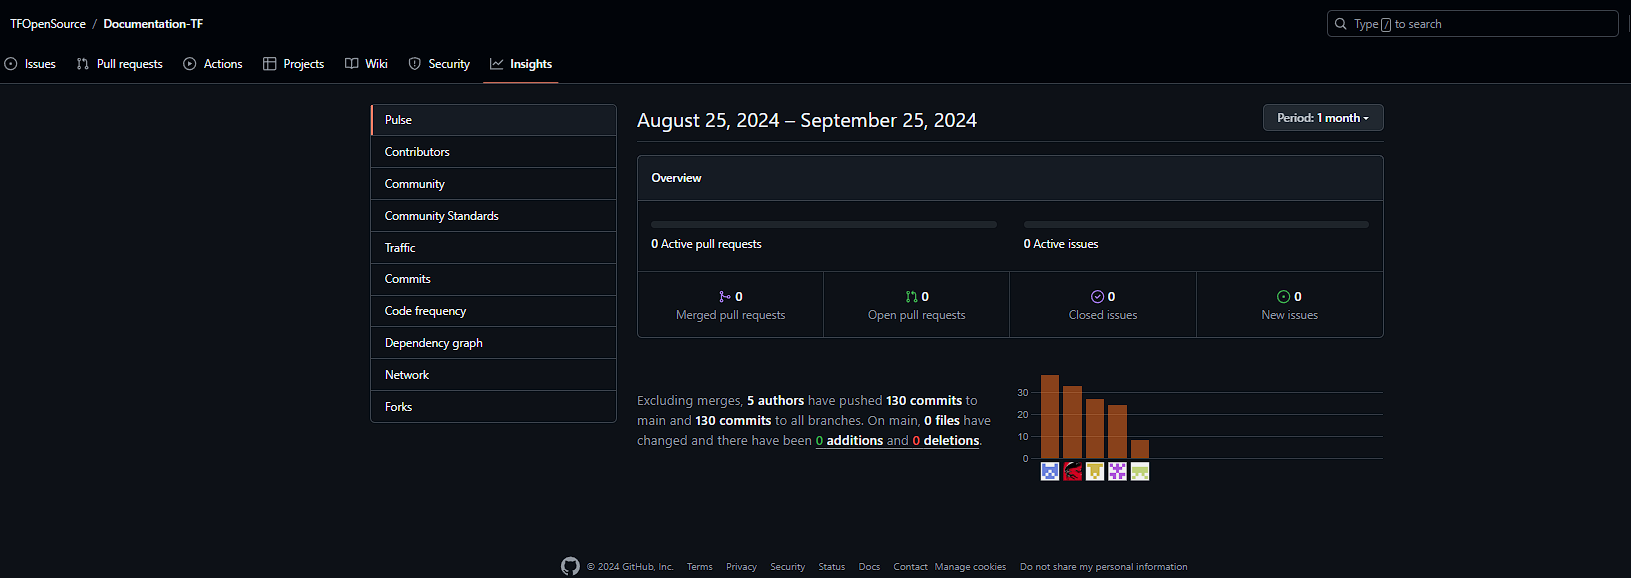 TFOpenSource / Documentation-TF
Type / to search
Issues Pull requests Actions Projects Wiki Security Insights
Pulse
Contributors
Community
Community Standards
Traffic
Commits
Code frequency
Dependency graph
Network
Forks
August 25, 2024 – September 25, 2024
Period: 1 month
Overview
0 Active pull requests
0 Active issues
0
Merged pull requests
0
Open pull requests
0
Closed issues
0
New issues
Excluding merges, 5 authors have pushed 130 commits to
main and 130 commits to all branches. On main, 0 files have
changed and there have been 0 additions and 0 deletions.
30
20
10
0
© 2024 GitHub, Inc. Terms Privacy Security Status Docs Contact Manage cookies Do not share my personal information